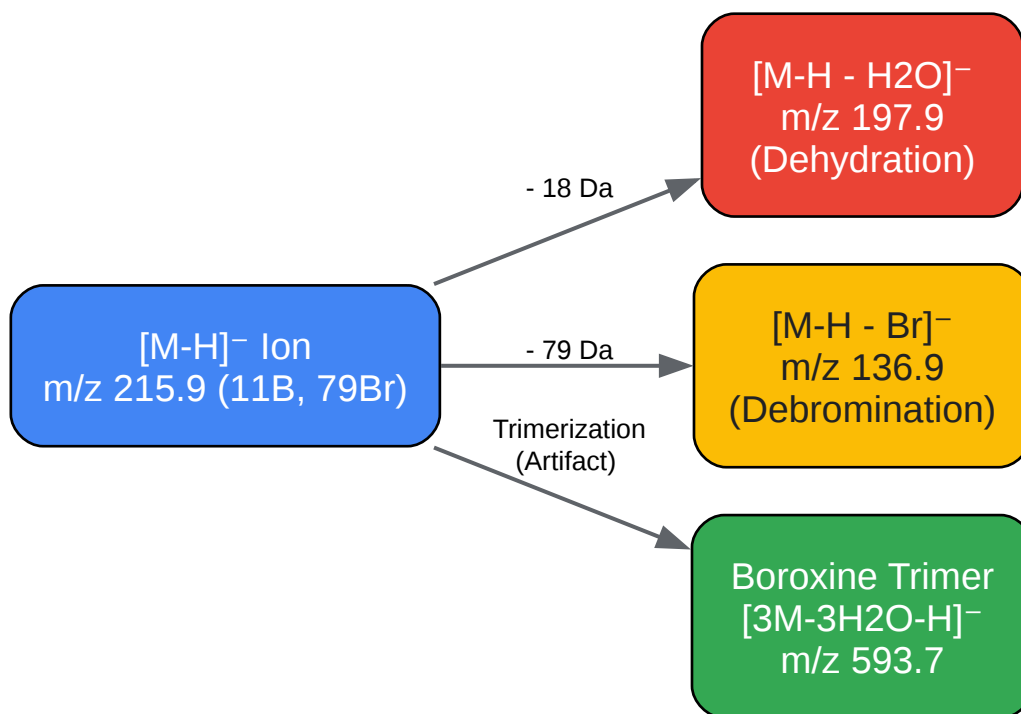 [M-H]⁻ Ion
m/z 215.9 (11B, 79Br)
- 18 Da
[M-H - H2O]⁻
m/z 197.9
(Dehydration)
- 79 Da
[M-H - Br]⁻
m/z 136.9
(Debromination)
Trimerization
(Artifact)
Boroxine Trimer
[3M-3H2O-H]⁻
m/z 593.7